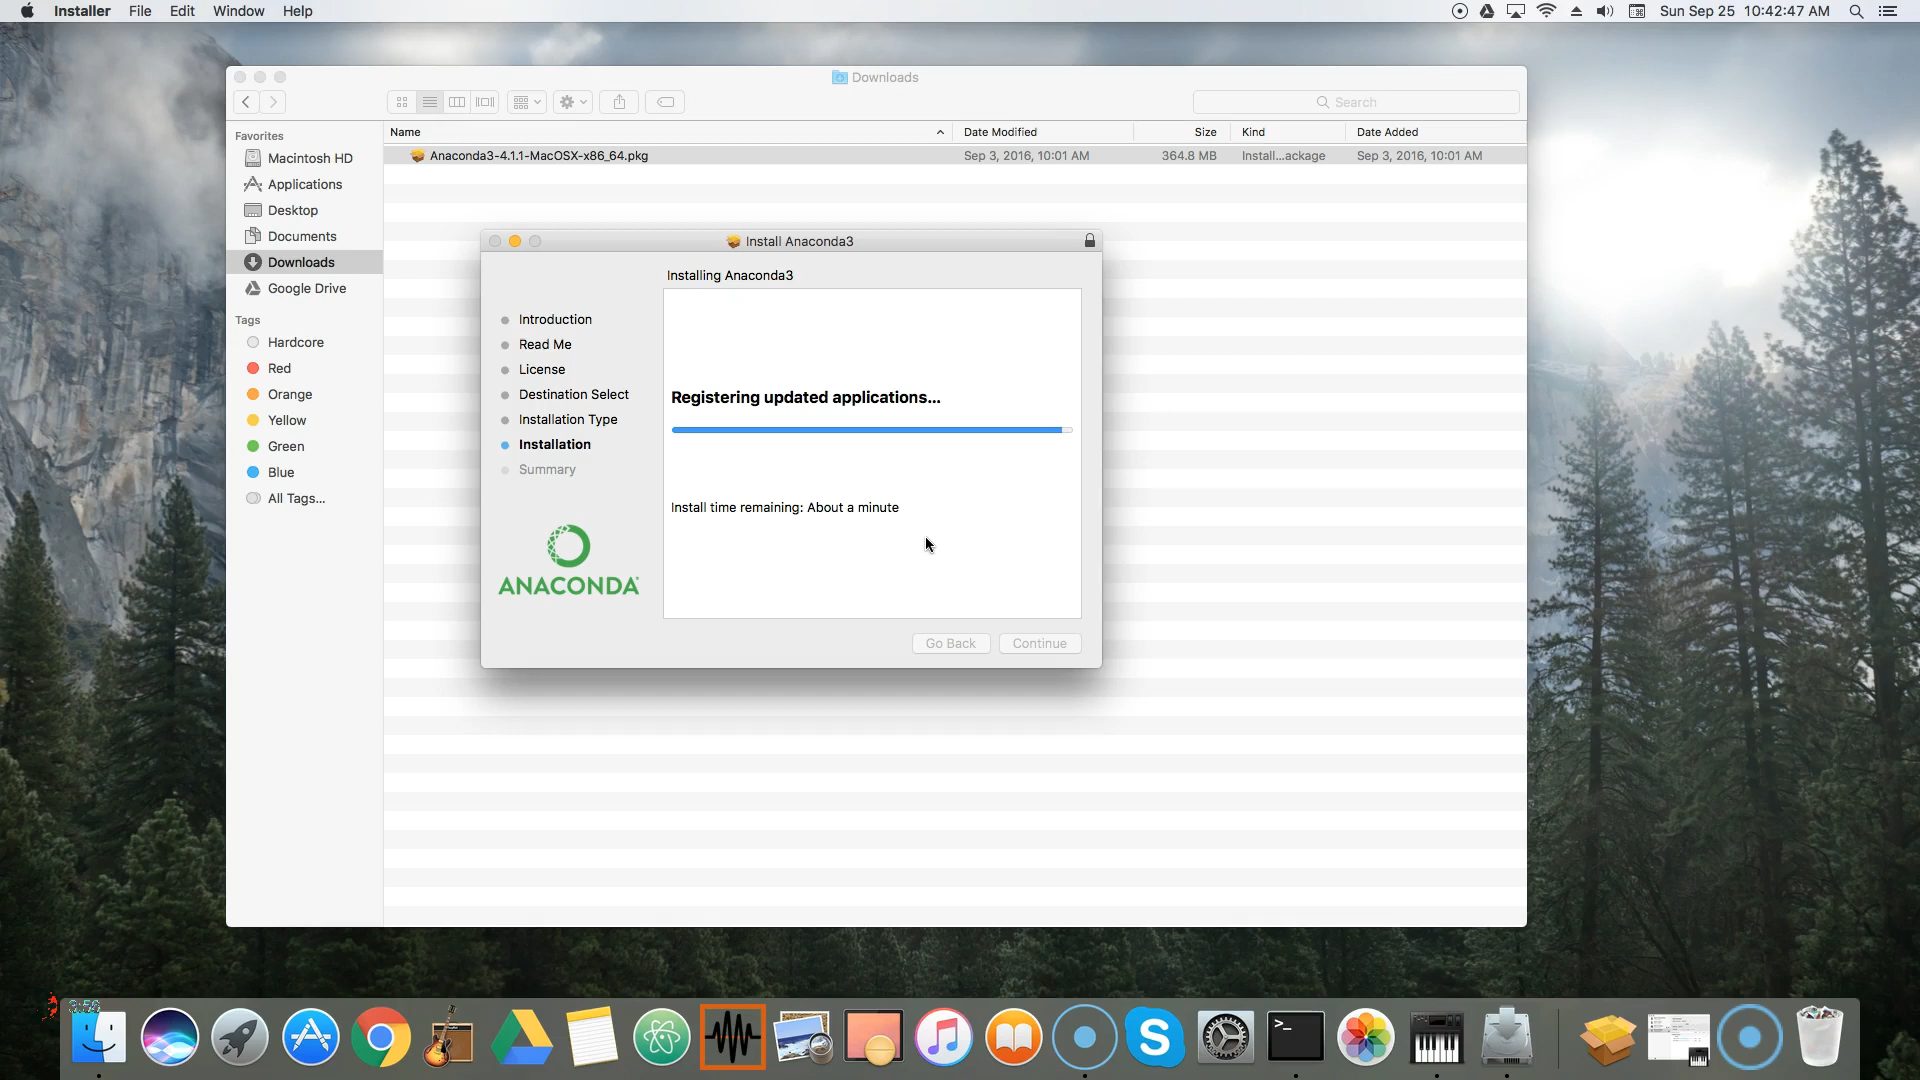 Installer File Edit Window Help
Sun Sep 25 10:42:47 AM
Downloads
Search
Favorites
Macintosh HD
Applications
Desktop
Documents
Downloads
Google Drive
Tags
Hardcore
Red
Orange
Yellow
Green
Blue
All Tags...
Name Date Modified Size Kind Date Added
Anaconda3-4.1.1-MacOSX-x86_64.pkg Sep 3, 2016, 10:01 AM 364.8 MB Install...ackage Sep 3, 2016, 10:01 AM
Install Anaconda3
Installing Anaconda3
Introduction
Read Me
License
Destination Select
Installation Type
Installation
Summary
ANACONDA
Registering updated applications...
Install time remaining: About a minute
Go Back Continue